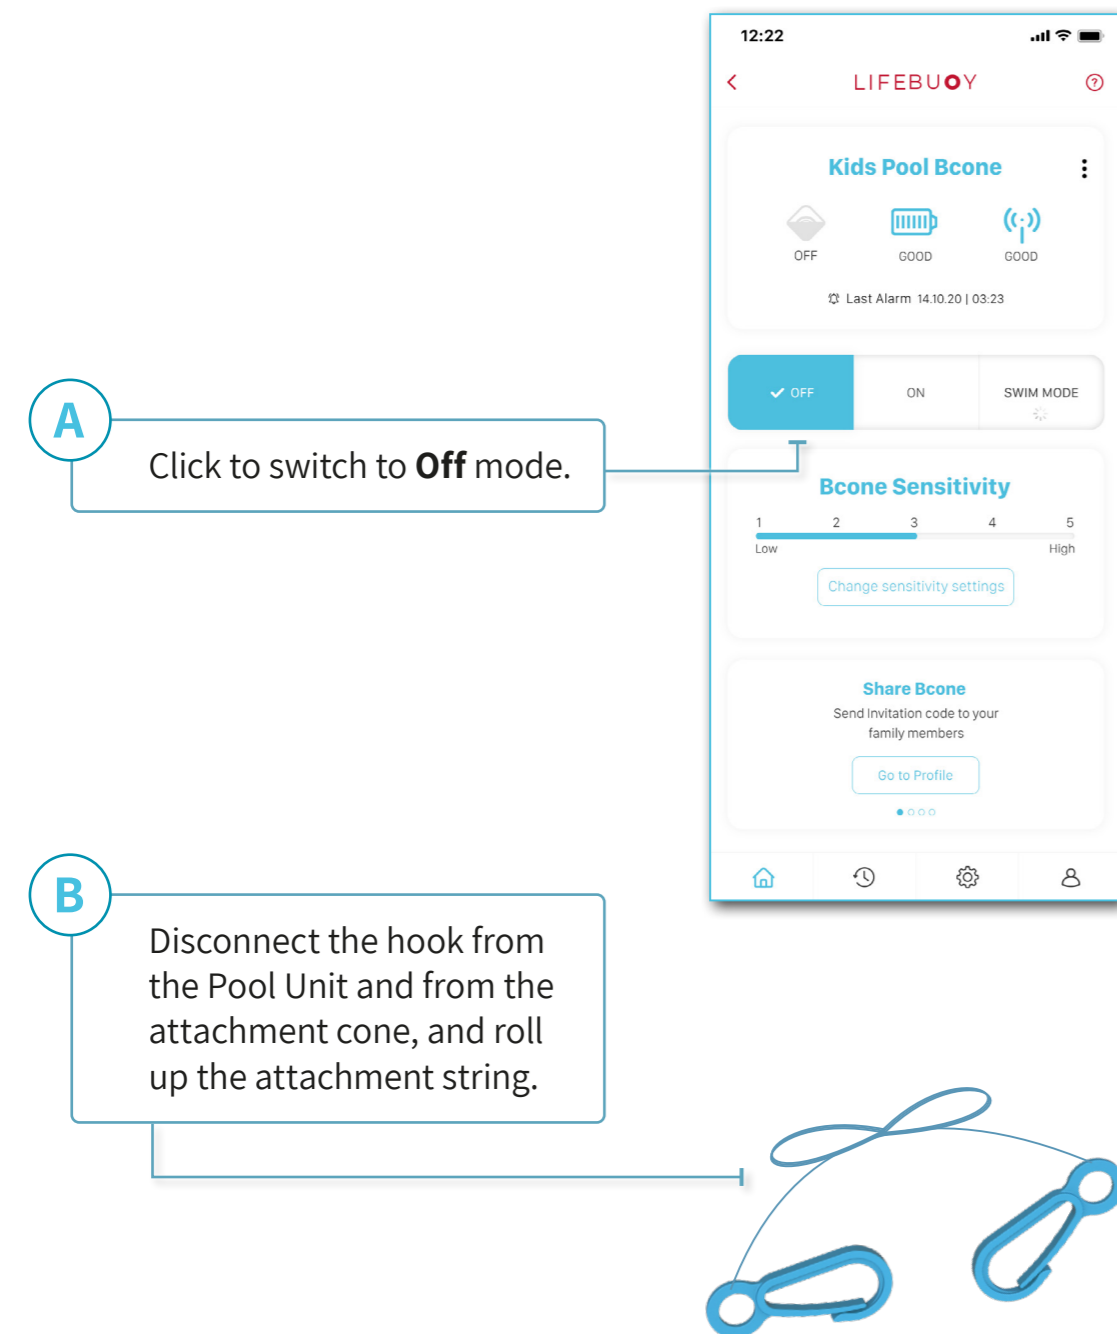 12:22
LIFEBUOY
Kids Pool Bcone
OFF
GOOD
GOOD
Last Alarm 14.10.20 | 03:23
OFF
ON
SWIM MODE
A
Click to switch to Off mode.
Bcone Sensitivity
1 2 3 4 5
Low High
Change sensitivity settings
Share Bcone
Send Invitation code to your
family members
Go to Profile
B
Disconnect the hook from
the Pool Unit and from the
attachment cone, and roll
up the attachment string.